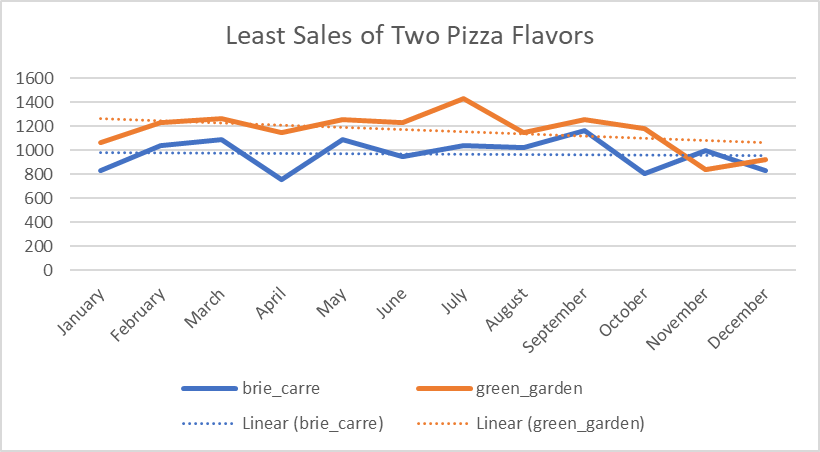 Least Sales of Two Pizza Flavors
1600
1400
1200
1000
800
600
400
200
0
January
February
March
April
May
June
July
August
September
October
November
December
brie_carre
green_garden
Linear (brie_carre)
Linear (green_garden)